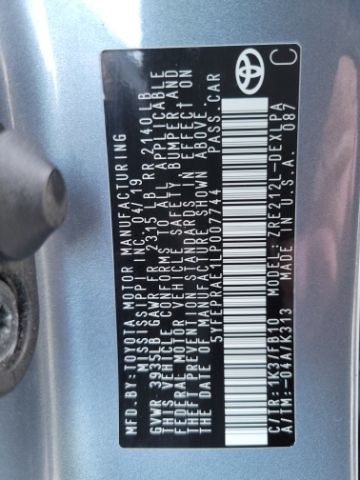 MFD.BY:TOYOTA MOTOR MANUFACTURING
MISSISSIPPI INC. 04/19
GVWR 3935LB GAWR FR 2315 LB RR 2140LB
THIS VEHICLE CONFORMS TO ALL APPLICABLE
FEDERAL MOTOR VEHICLE SAFETY BUMPER AND
THEFT PREVENTION STANDARDS IN EFFECT ON
THE DATE OF MANUFACTURE SHOWN ABOVE.
5YFEPRAE1LP007744 PASS.CAR
C
C/TR:1K3/FB10 ZRE212L-DEXLPA
A/TM:-04A/K313 MADE IN U.S.A. 087